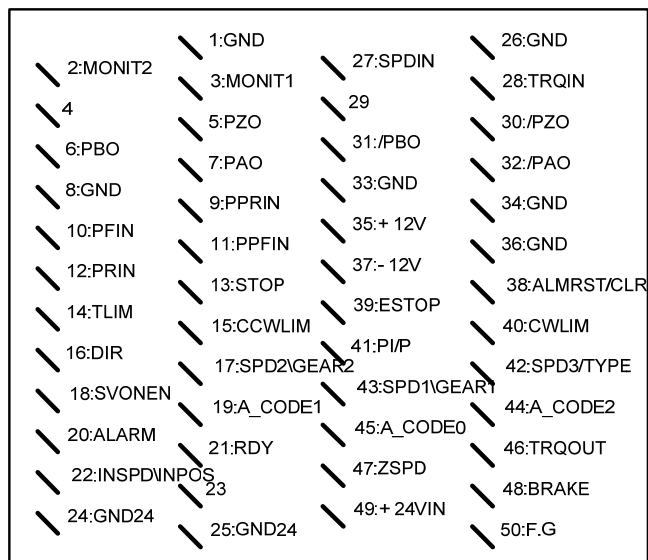 1:GND
26:GND
2:MONIT2
27:SPDIN
3:MONIT1
28:TRQIN
4
29
5:PZO
30:/PZO
6:PBO
31:/PBO
7:PAO
32:/PAO
8:GND
33:GND
9:PPRIN
34:GND
10:PFIN
35:+ 12V
11:PPFIN
36:GND
12:PRIN
37:- 12V
13:STOP
38:ALMRST/CLR
14:TLIM
39:ESTOP
15:CCWLIM
40:CWLIM
16:DIR
41:PI/P
17:SPD2\GEAR2
42:SPD3/TYPE
18:SVONEN
43:SPD1\GEAR1
19:A_CODE1
44:A_CODE2
20:ALARM
45:A_CODE0
21:RDY
46:TRQOUT
22:INSPD\INPOS
47:ZSPD
23
48:BRAKE
24:GND24
49:+ 24VIN
25:GND24
50:F.G